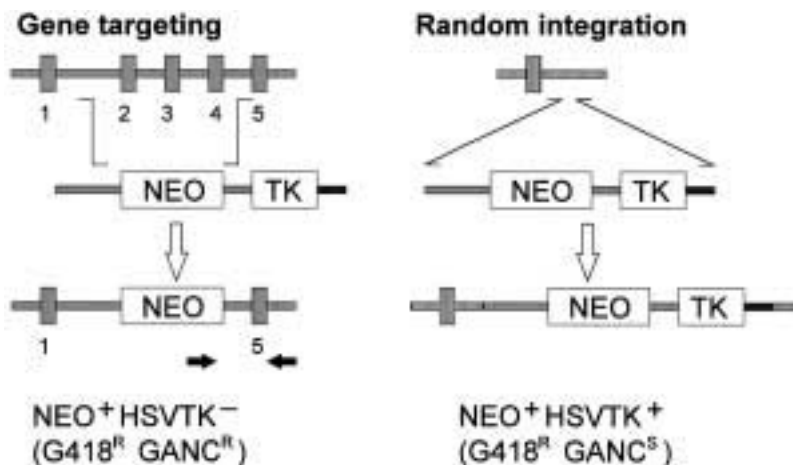 Gene targeting
1 2 3 4 5
NEO TK
NEO
1 5
NEO⁺HSVTK⁻
(G418ᴿ GANCᴿ)
Random integration
NEO TK
NEO TK
NEO⁺HSVTK⁺
(G418ᴿ GANCˢ)